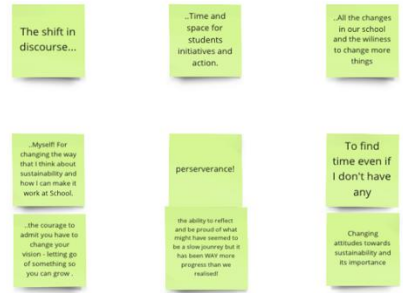 The shift in
discourse...
..Time and
space for
students
initiatives and
action.
..All the changes
in our school
and the wiliness
to change more
things
..Myself! For
changing the way
that I think about
sustainability and
how I can make it
work at School.
perserverance!
To find
time even if
I don't have
any
..the courage to
admit you have to
change your
vision - letting go
of something so
you can grow .
the ability to reflect
and be proud of what
might have seemed to
be a slow jounrey but it
has been WAY more
progress than we
realised!
Changing
attitudes towards
sustainability and
its importance